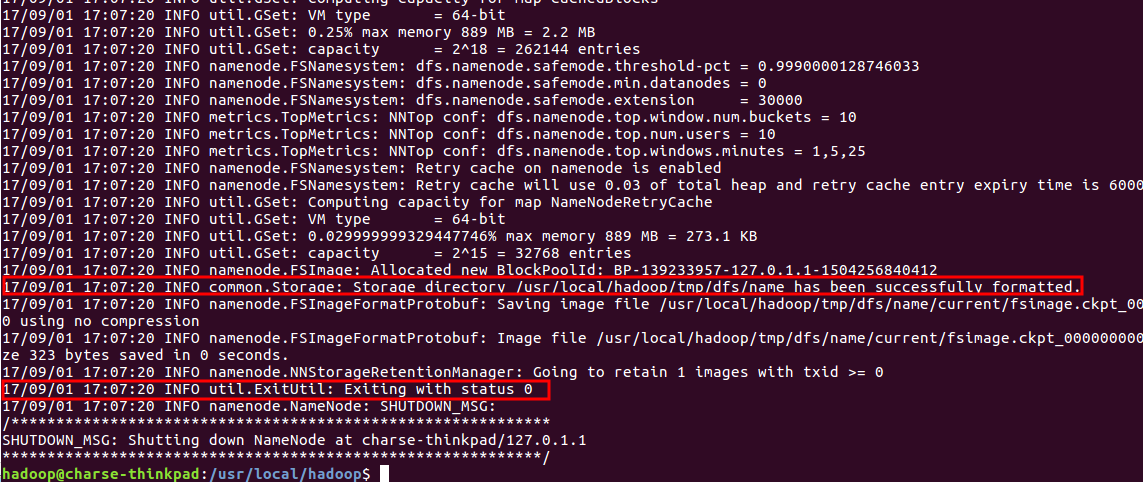 17/09/01 17:07:20 INFO util.GSet: Computing capacity for map cachedBlocks
17/09/01 17:07:20 INFO util.GSet: VM type       = 64-bit
17/09/01 17:07:20 INFO util.GSet: 0.25% max memory 889 MB = 2.2 MB
17/09/01 17:07:20 INFO util.GSet: capacity      = 2^18 = 262144 entries
17/09/01 17:07:20 INFO namenode.FSNamesystem: dfs.namenode.safemode.threshold-pct = 0.9990000128746033
17/09/01 17:07:20 INFO namenode.FSNamesystem: dfs.namenode.safemode.min.datanodes = 0
17/09/01 17:07:20 INFO namenode.FSNamesystem: dfs.namenode.safemode.extension     = 30000
17/09/01 17:07:20 INFO metrics.TopMetrics: NNTop conf: dfs.namenode.top.window.num.buckets = 10
17/09/01 17:07:20 INFO metrics.TopMetrics: NNTop conf: dfs.namenode.top.num.users = 10
17/09/01 17:07:20 INFO metrics.TopMetrics: NNTop conf: dfs.namenode.top.windows.minutes = 1,5,25
17/09/01 17:07:20 INFO namenode.FSNamesystem: Retry cache on namenode is enabled
17/09/01 17:07:20 INFO namenode.FSNamesystem: Retry cache will use 0.03 of total heap and retry cache entry expiry time is 6000
17/09/01 17:07:20 INFO util.GSet: Computing capacity for map NameNodeRetryCache
17/09/01 17:07:20 INFO util.GSet: VM type       = 64-bit
17/09/01 17:07:20 INFO util.GSet: 0.029999999329447746% max memory 889 MB = 273.1 KB
17/09/01 17:07:20 INFO util.GSet: capacity      = 2^15 = 32768 entries
17/09/01 17:07:20 INFO namenode.FSImage: Allocated new BlockPoolId: BP-139233957-127.0.1.1-1504256840412
17/09/01 17:07:20 INFO common.Storage: Storage directory /usr/local/hadoop/tmp/dfs/name has been successfully formatted.
17/09/01 17:07:20 INFO namenode.FSImageFormatProtobuf: Saving image file /usr/local/hadoop/tmp/dfs/name/current/fsimage.ckpt_00
0 using no compression
17/09/01 17:07:20 INFO namenode.FSImageFormatProtobuf: Image file /usr/local/hadoop/tmp/dfs/name/current/fsimage.ckpt_000000000
ze 323 bytes saved in 0 seconds.
17/09/01 17:07:20 INFO namenode.NNStorageRetentionManager: Going to retain 1 images with txid >= 0
17/09/01 17:07:20 INFO util.ExitUtil: Exiting with status 0
17/09/01 17:07:20 INFO namenode.NameNode: SHUTDOWN_MSG:
/************************************************************
SHUTDOWN_MSG: Shutting down NameNode at charse-thinkpad/127.0.1.1
************************************************************/
hadoop@charse-thinkpad:/usr/local/hadoop$